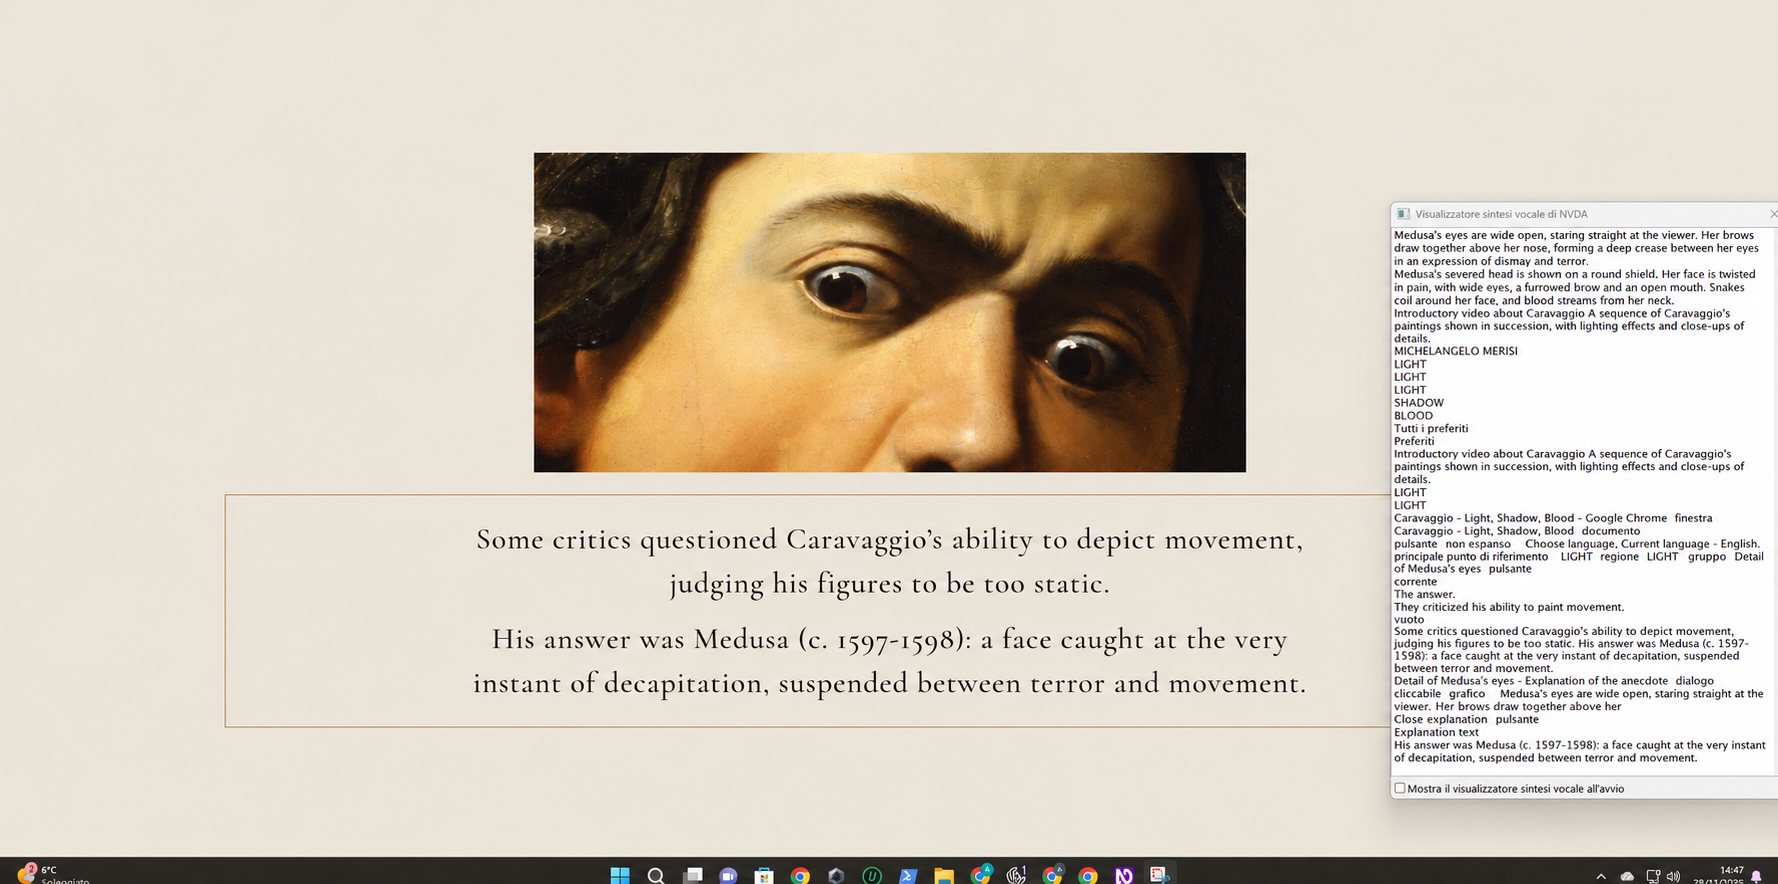 Some critics questioned Caravaggio’s ability to depict movement,
judging his figures to be too static.
His answer was Medusa (c. 1597-1598): a face caught at the very
instant of decapitation, suspended between terror and movement.
Visualizzatore sintesi vocale di NVDA
Medusa's eyes are wide open, staring straight at the viewer. Her brows
draw together above her nose, forming a deep crease between her eyes
in an expression of dismay and terror.
Medusa's severed head is shown on a round shield. Her face is twisted
in pain, with wide eyes, a furrowed brow and an open mouth. Snakes
coil around her face, and blood streams from her neck.
Introductory video about Caravaggio A sequence of Caravaggio's
paintings shown in succession, with lighting effects and close-ups of
details.
MICHELANGELO MERISI
LIGHT
LIGHT
LIGHT
SHADOW
BLOOD
Tutti i preferiti
Preferiti
Introductory video about Caravaggio A sequence of Caravaggio's
paintings shown in succession, with lighting effects and close-ups of
details.
LIGHT
LIGHT
Caravaggio - Light, Shadow, Blood - Google Chrome finestra
Caravaggio - Light, Shadow, Blood documento
pulsante non espanso Choose language, Current language - English.
principale punto di riferimento LIGHT regione LIGHT gruppo Detail
of Medusa's eyes pulsante
corrente
The answer.
They criticized his ability to paint movement.
vuoto
Some critics questioned Caravaggio's ability to depict movement,
judging his figures to be too static. His answer was Medusa (c. 1597-
1598): a face caught at the very instant of decapitation, suspended
between terror and movement.
Detail of Medusa's eyes - Explanation of the anecdote dialogo
cliccabile grafico Medusa's eyes are wide open, staring straight at the
viewer. Her brows draw together above her
Close explanation pulsante
Explanation text
His answer was Medusa (c. 1597-1598): a face caught at the very instant
of decapitation, suspended between terror and movement.
Mostra il visualizzatore sintesi vocale all'avvio
2
6°C
Soleggiato
14:47